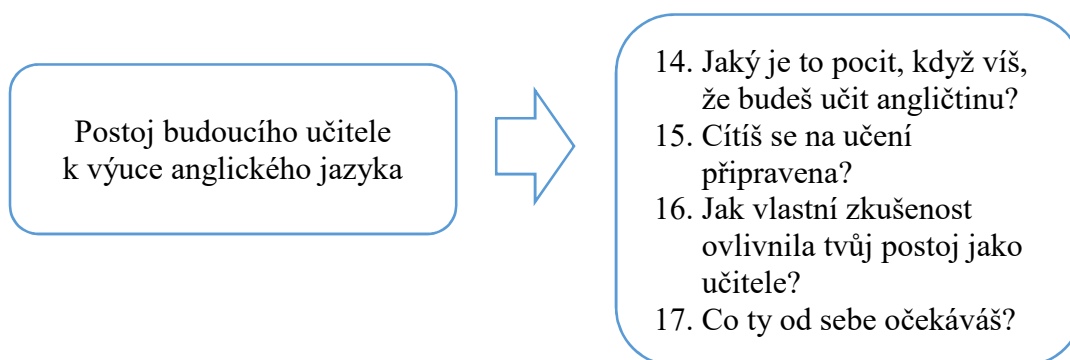 Postoj budoucího učitele
k výuce anglického jazyka
14. Jaký je to pocit, když víš,
že budeš učit angličtinu?
15. Cítíš se na učení
připravena?
16. Jak vlastní zkušenost
ovlivnila tvůj postoj jako
učitele?
17. Co ty od sebe očekáváš?